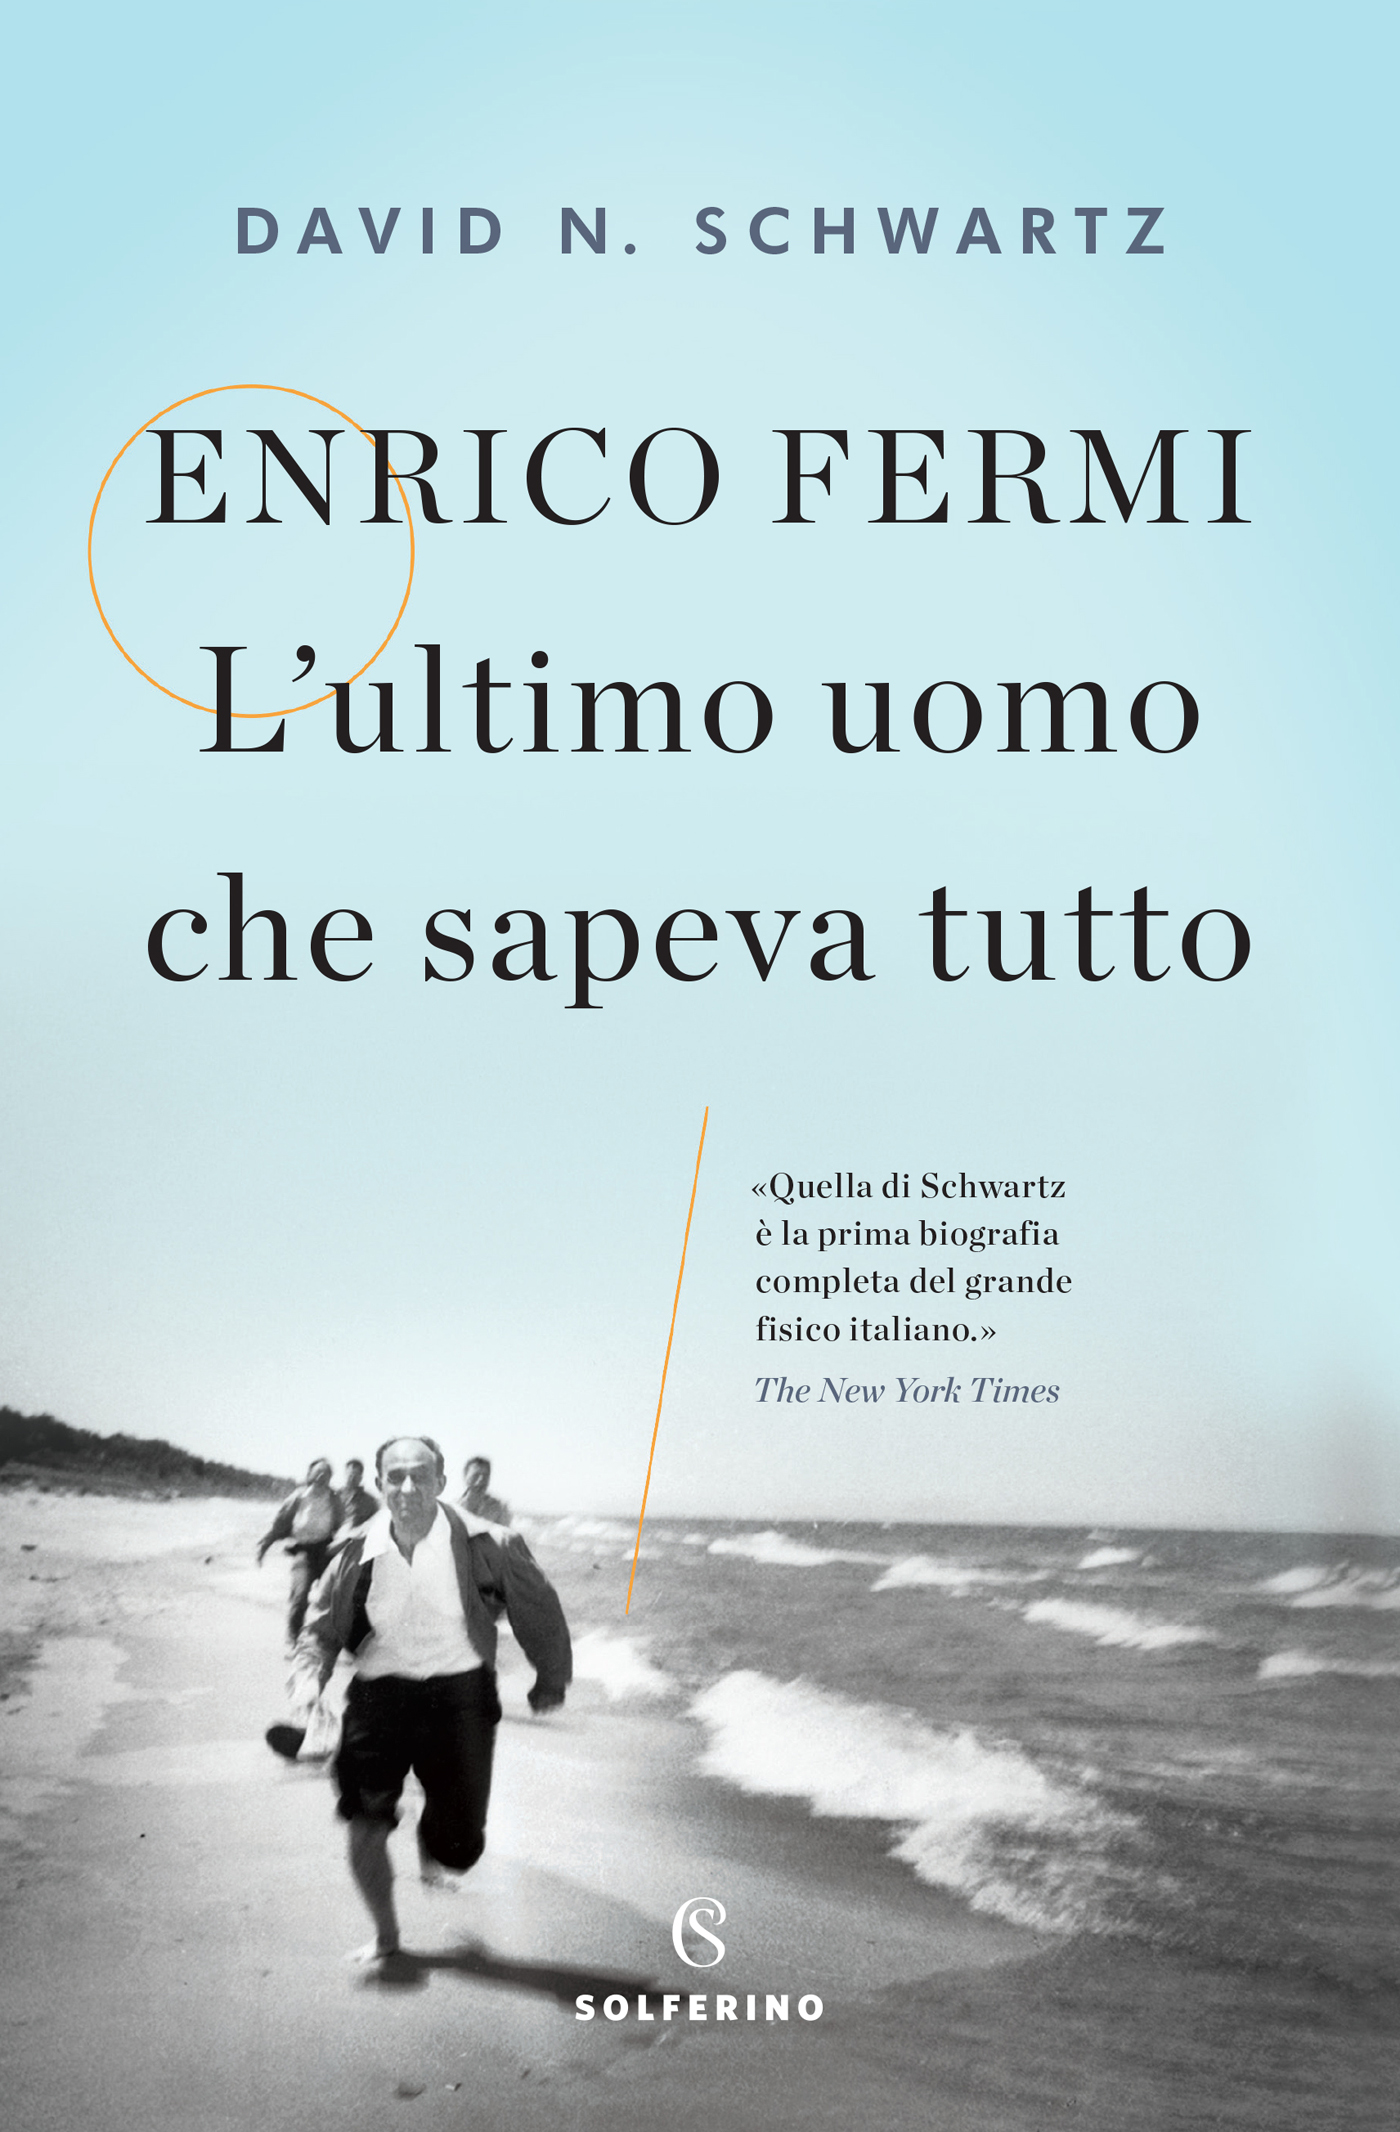 DAVID N. SCHWARTZ
ENRICO FERMI
L’ultimo uomo
che sapeva tutto
«Quella di Schwartz
è la prima biografia
completa del grande
fisico italiano.»
The New York Times
SOLFERINO